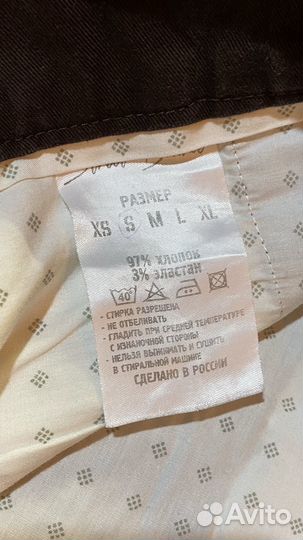 РАЗМЕР
XS S M L XL
97% ХЛОПОК
3% ЭЛАСТАН
40°
- СТИРКА РАЗРЕШЕНА
- НЕ ОТБЕЛИВАТЬ
- ГЛАДИТЬ ПРИ СРЕДНЕЙ ТЕМПЕРАТУРЕ
С ИЗНАНОЧНОЙ СТОРОНЫ
- НЕЛЬЗЯ ВЫЖИМАТЬ И СУШИТЬ
В СТИРАЛЬНОЙ МАШИНЕ
СДЕЛАНО В РОССИИ
Avito